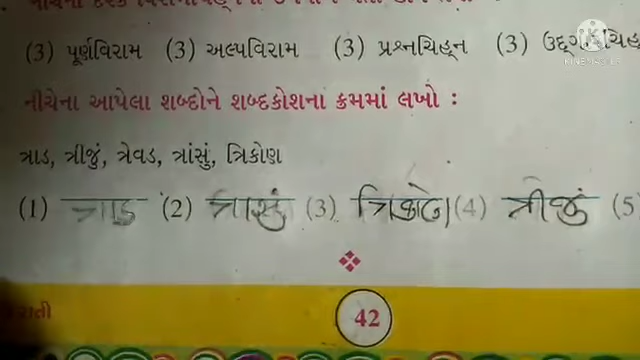 (3) પૂર્ણવિરામ (3) અલ્પવિરામ (3) પ્રશ્નચિહ્ન (3)
નીચેના આપેલા શબ્દોને શબ્દકોશના ક્રમમાં લખો :
ત્રાડ, ત્રીજું, ત્રેવડ, ત્રાંસું, ત્રિકોણ
(1) ત્રાડ (2) ત્રાસું (3) ત્રિકોણ (4) ત્રીજું (5
42